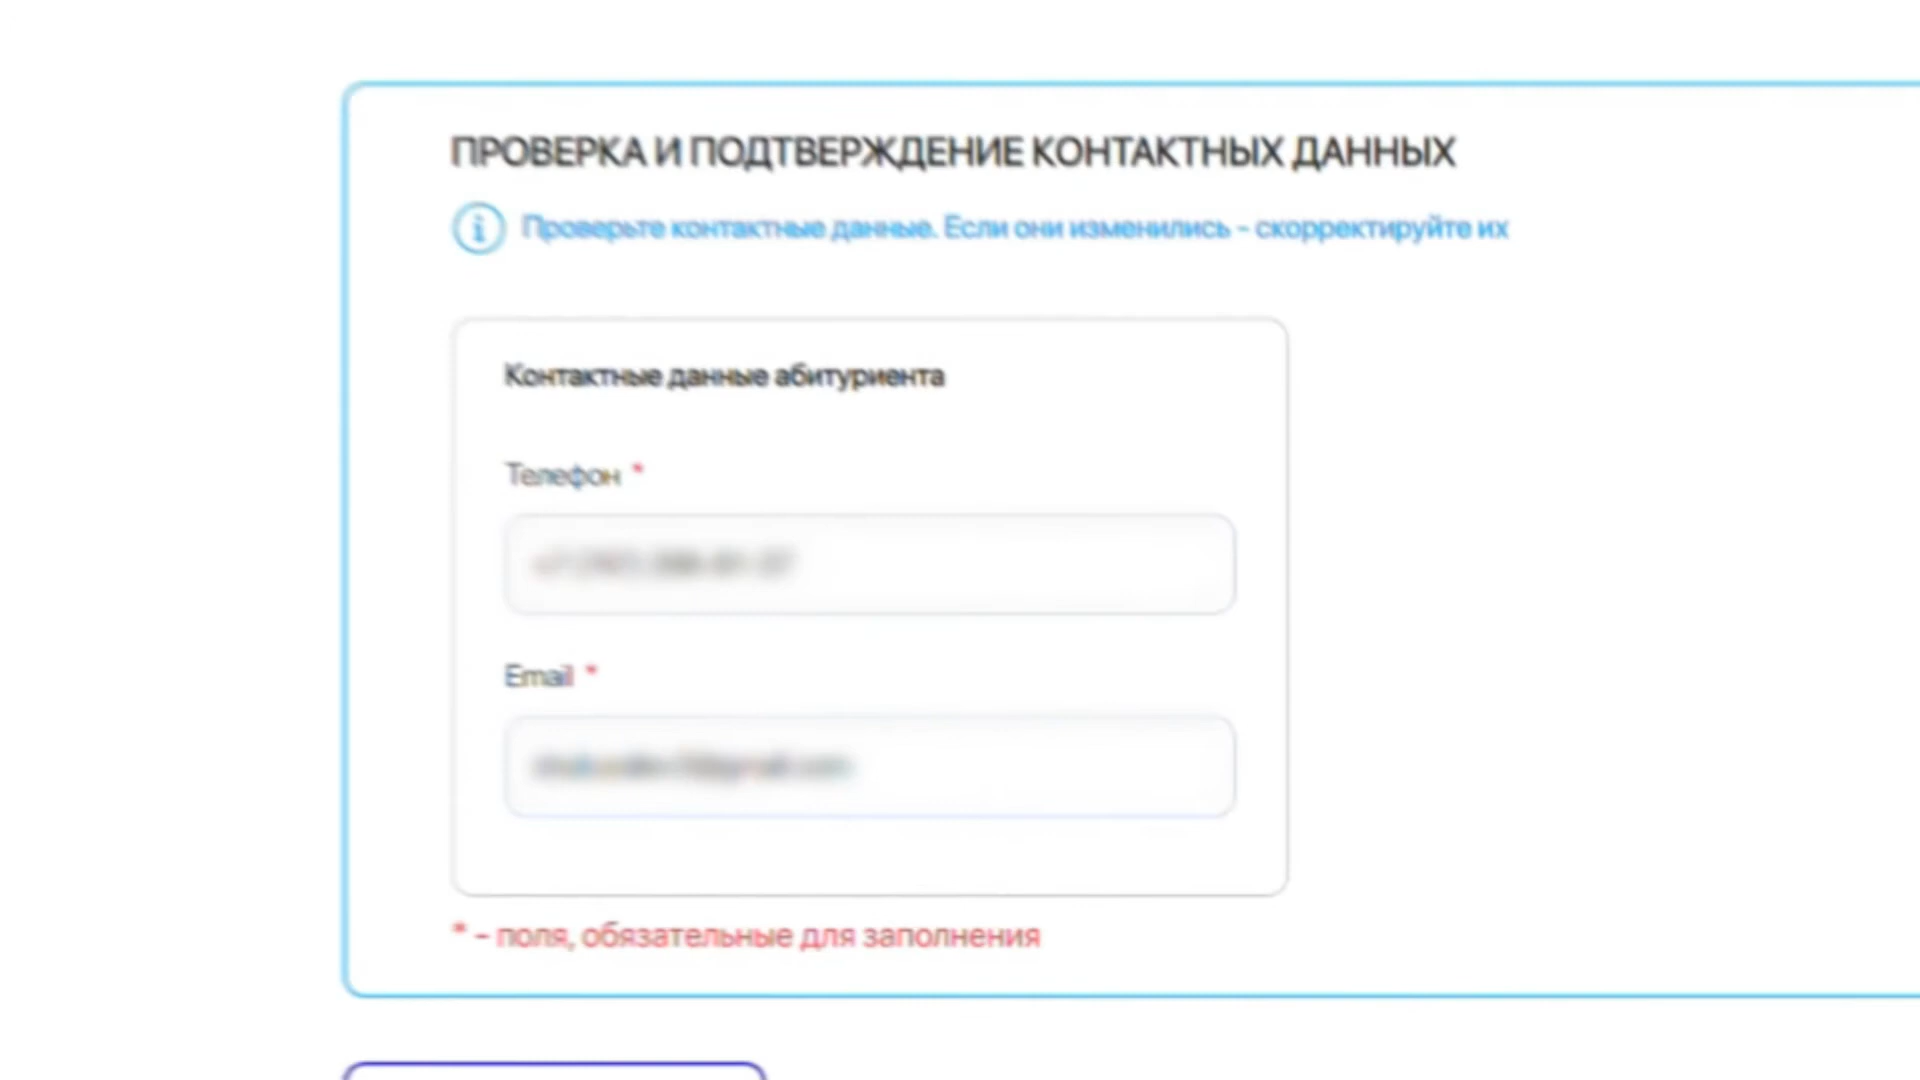 ПРОВЕРКА И ПОДТВЕРЖДЕНИЕ КОНТАКТНЫХ ДАННЫХ
Проверьте контактные данные. Если они изменились - скорректируйте их
Контактные данные абитуриента
Телефон *
Email *
* - поля, обязательные для заполнения